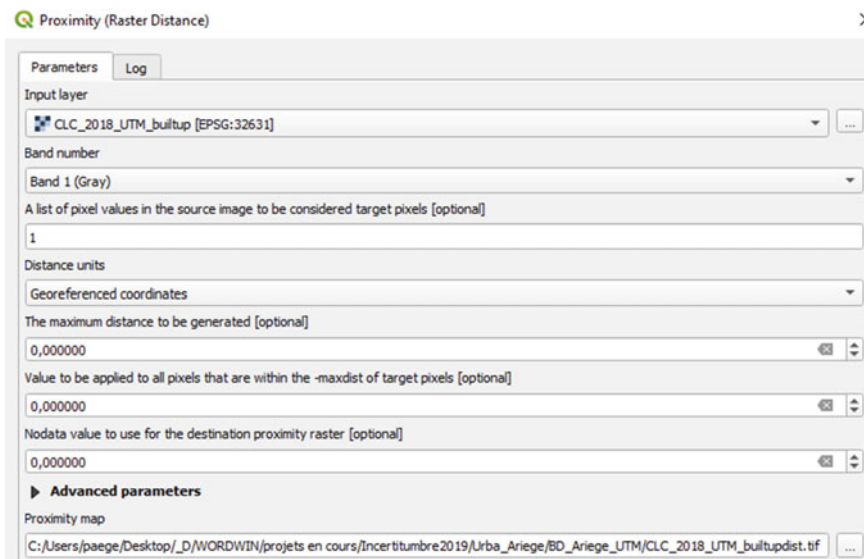 Proximity (Raster Distance)
Parameters Log
Input layer
CLC_2018_UTM_builtup [EPSG:32631]
...
Band number
Band 1 (Gray)
A list of pixel values in the source image to be considered target pixels [optional]
1
Distance units
Georeferenced coordinates
The maximum distance to be generated [optional]
0,000000
Value to be applied to all pixels that are within the -maxdist of target pixels [optional]
0,000000
Nodata value to use for the destination proximity raster [optional]
0,000000
Advanced parameters
Proximity map
C:/Users/paege/Desktop/_D/WORDWIN/projets en cours/Incertitumbre2019/Urba_Ariege/BD_Ariege_UTM/CLC_2018_UTM_builtupdist.tif
...